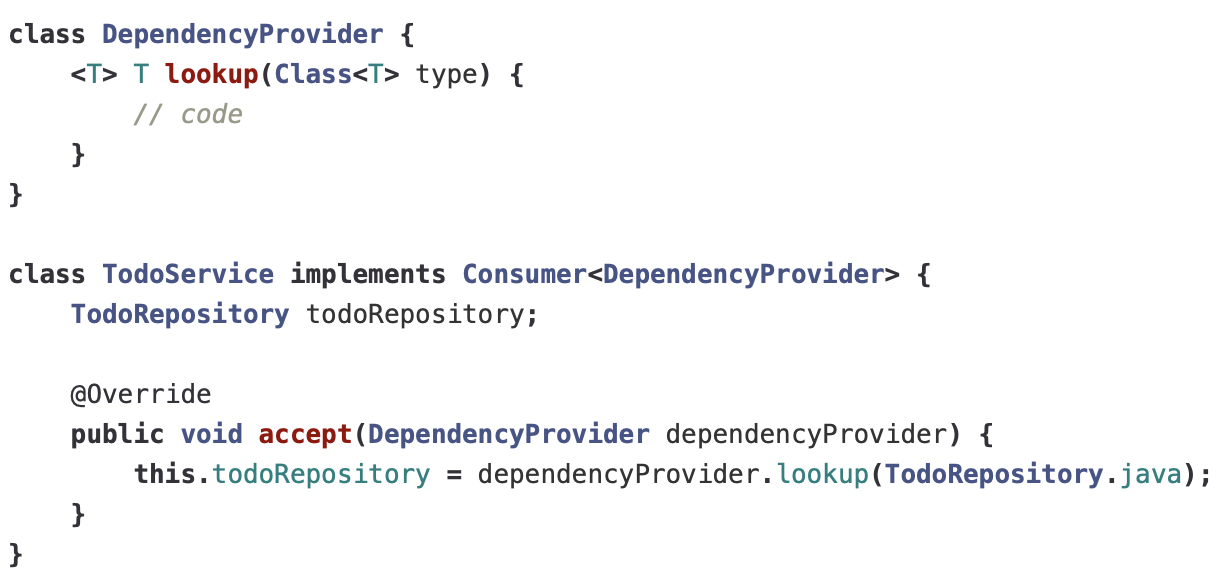 class DependencyProvider {
    <T> T lookup(Class<T> type) {
        // code
    }
}

class TodoService implements Consumer<DependencyProvider> {
    TodoRepository todoRepository;

    @Override
    public void accept(DependencyProvider dependencyProvider) {
        this.todoRepository = dependencyProvider.lookup(TodoRepository.java);
    }
}